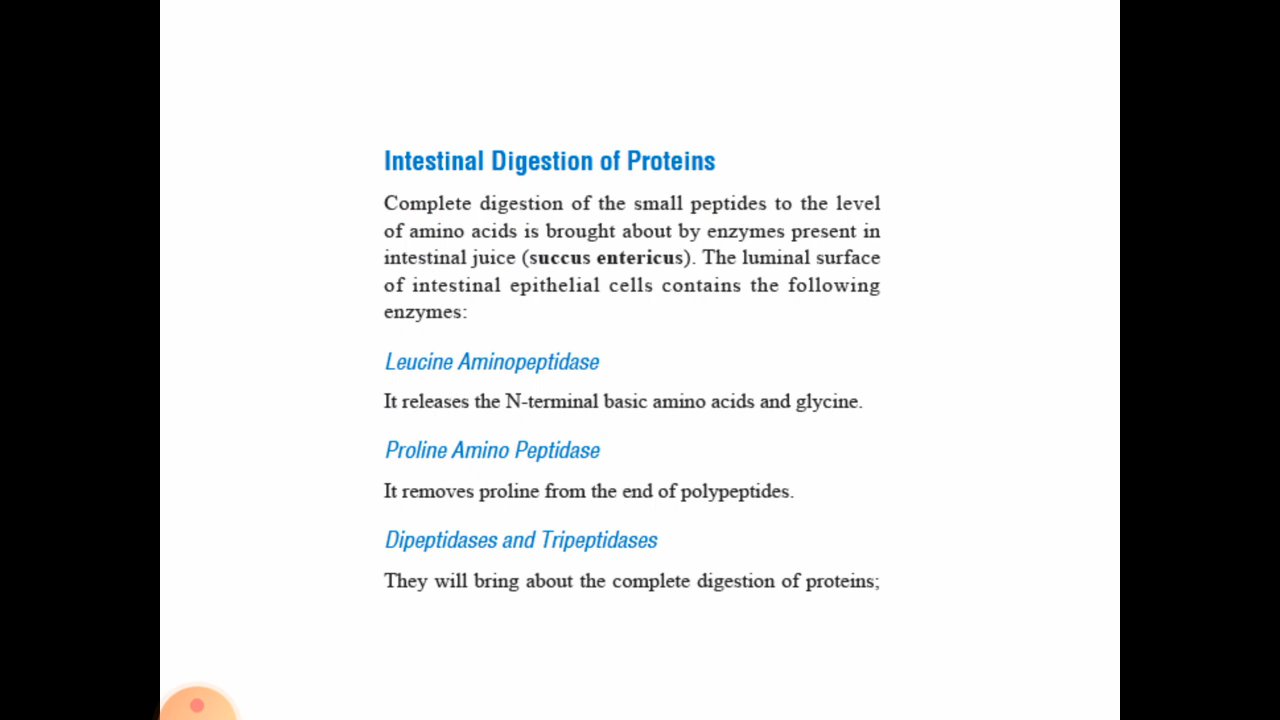 Intestinal Digestion of Proteins
Complete digestion of the small peptides to the level
of amino acids is brought about by enzymes present in
intestinal juice (succus entericus). The luminal surface
of intestinal epithelial cells contains the following
enzymes:
Leucine Aminopeptidase
It releases the N-terminal basic amino acids and glycine.
Proline Amino Peptidase
It removes proline from the end of polypeptides.
Dipeptidases and Tripeptidases
They will bring about the complete digestion of proteins;